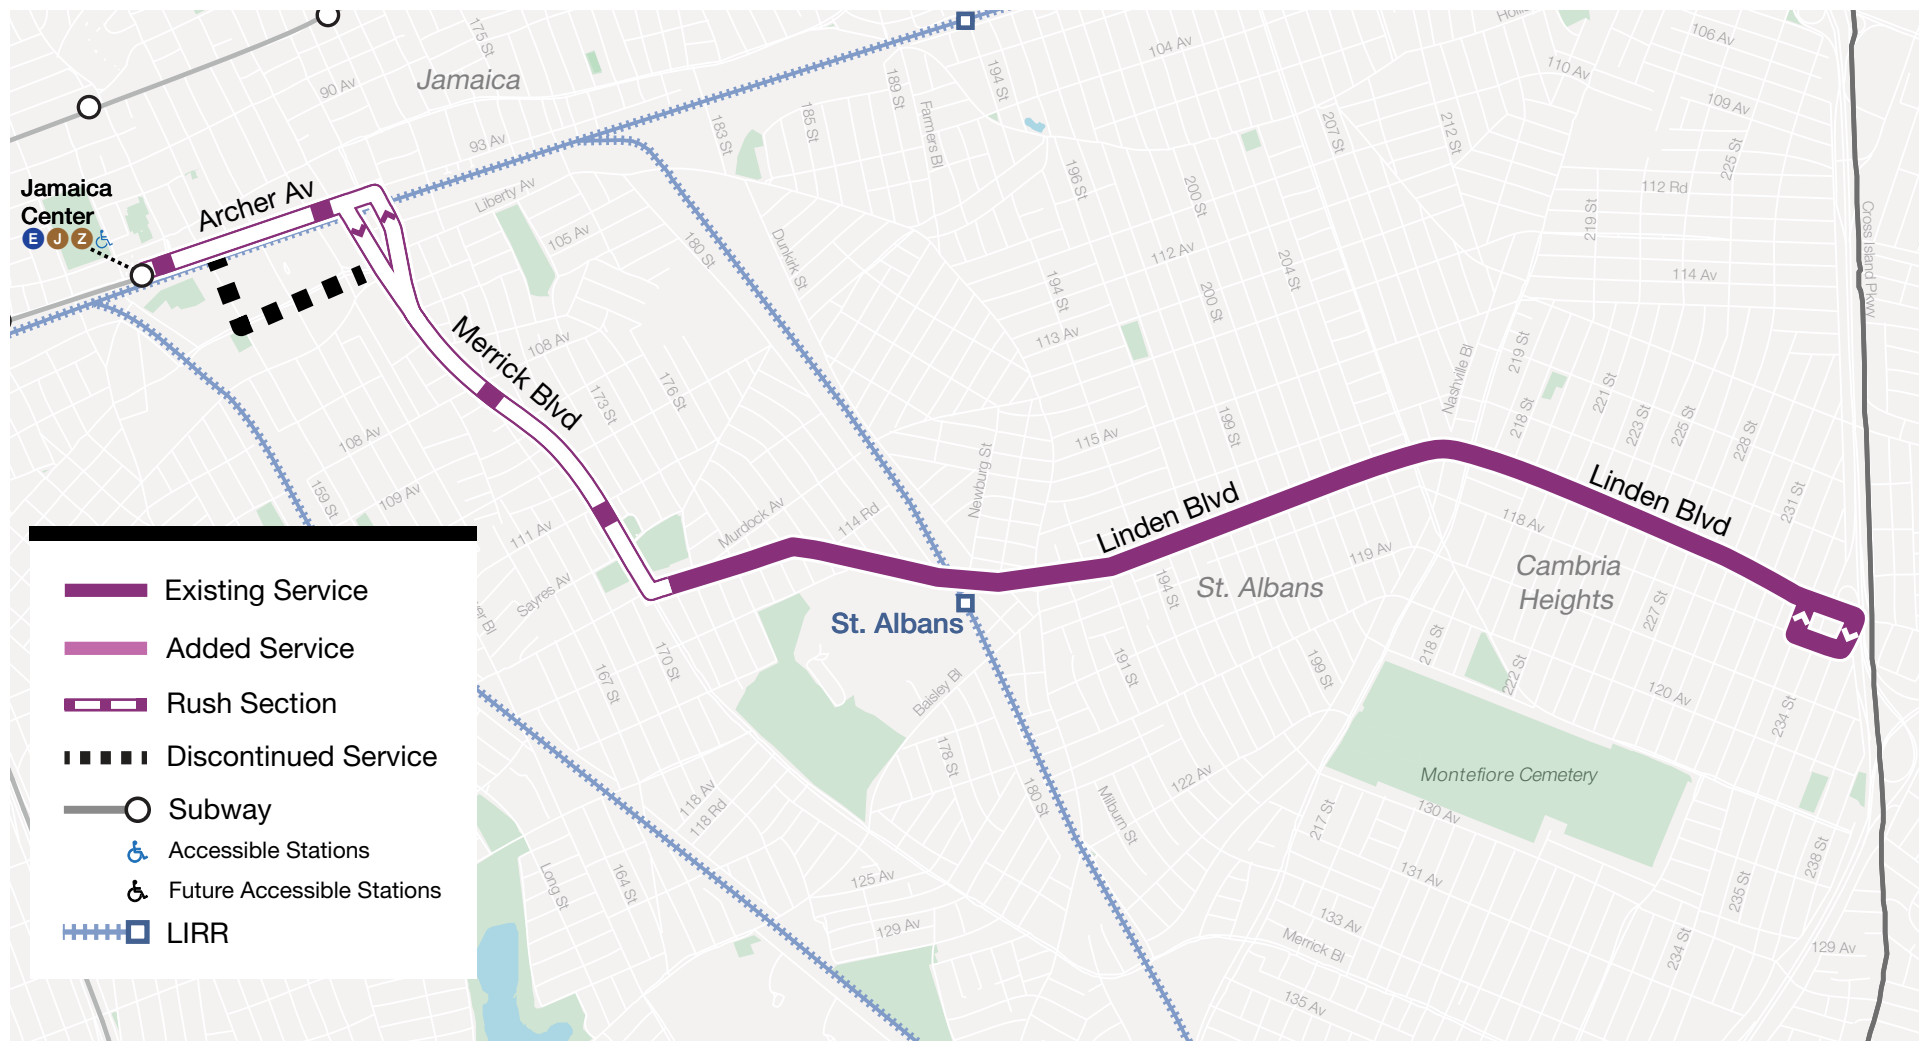 175 St
Jamaica
90 Av
93 Av
104 Av
106 Av
110 Av
109 Av
189 St
194 St
Farmers Bl
185 St
183 St
207 St
212 St
225 St
112 Rd
Jamaica
Center
E J Z
Archer Av
Liberty Av
105 Av
180 St
Dunkirk St
196 St
200 St
112 Av
204 St
219 St
114 Av
Cross Island Pkwy
194 St
200 St
113 Av
Merrick Blvd
108 Av
173 St
176 St
Nashville Bl
219 St
218 St
221 St
223 St
225 St
228 St
231 St
108 Av
109 Av
159 St
111 Av
Sayres Av
Murdock Av
114 Rd
Newburg St
115 Av
199 St
Linden Blvd
Linden Blvd
118 Av
119 Av
194 St
St. Albans
Cambria
Heights
227 St
St. Albans
Existing Service
Added Service
Rush Section
Discontinued Service
Subway
Accessible Stations
Future Accessible Stations
LIRR
170 St
167 St
Baisley Bl
191 St
199 St
218 St
222 St
120 Av
234 St
178 St
180 St
Milburn St
122 Av
Montefiore Cemetery
130 Av
217 St
118 Av
118 Rd
Long St
164 St
125 Av
129 Av
131 Av
133 Av
Merrick Bl
135 Av
234 St
235 St
238 St
129 Av